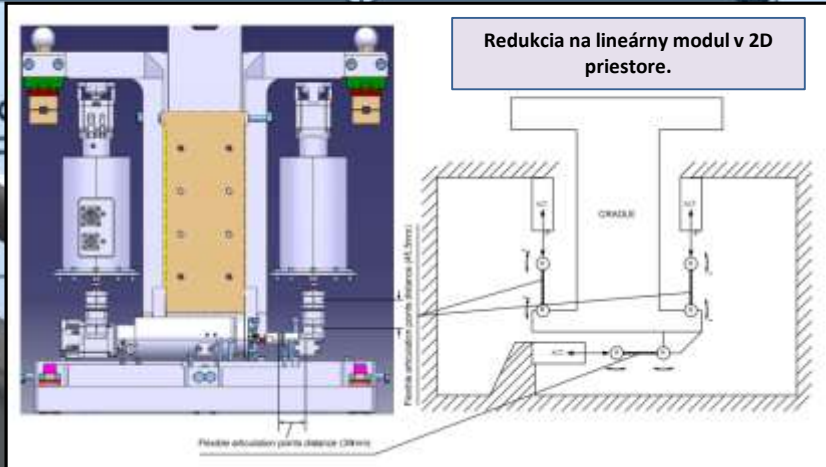 Redukcia na lineárny modul v 2D
priestore.
CRADLE
ACT
ACT
ACT
Flexible articulation points distance (45,5mm)
Flexible articulation points distance (39mm)